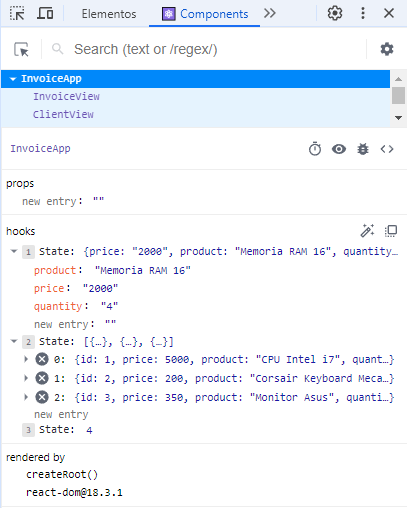 Elementos Components
Search (text or /regex/)
InvoiceApp
InvoiceView
ClientView
InvoiceApp
props
new entry: ""
hooks
1 State: {price: "2000", product: "Memoria RAM 16", quantity…
product: "Memoria RAM 16"
price: "2000"
quantity: "4"
new entry: ""
2 State: [{…}, {…}, {…}]
0: {id: 1, price: 5000, product: "CPU Intel i7", quant…}
1: {id: 2, price: 200, product: "Corsair Keyboard Meca…}
2: {id: 3, price: 350, product: "Monitor Asus", quanti…}
new entry
3 State: 4
rendered by
createRoot()
react-dom@18.3.1